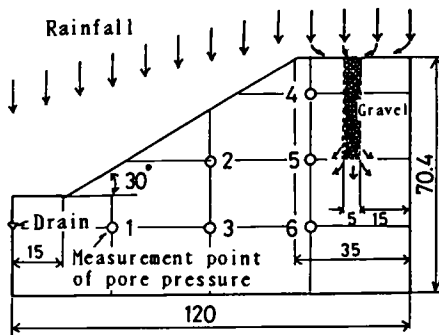 Rainfall
4
Gravel
2
5
30°
Drain
1
3
6
5
15
15
Measurement point
of pore pressure
35
70.4
120